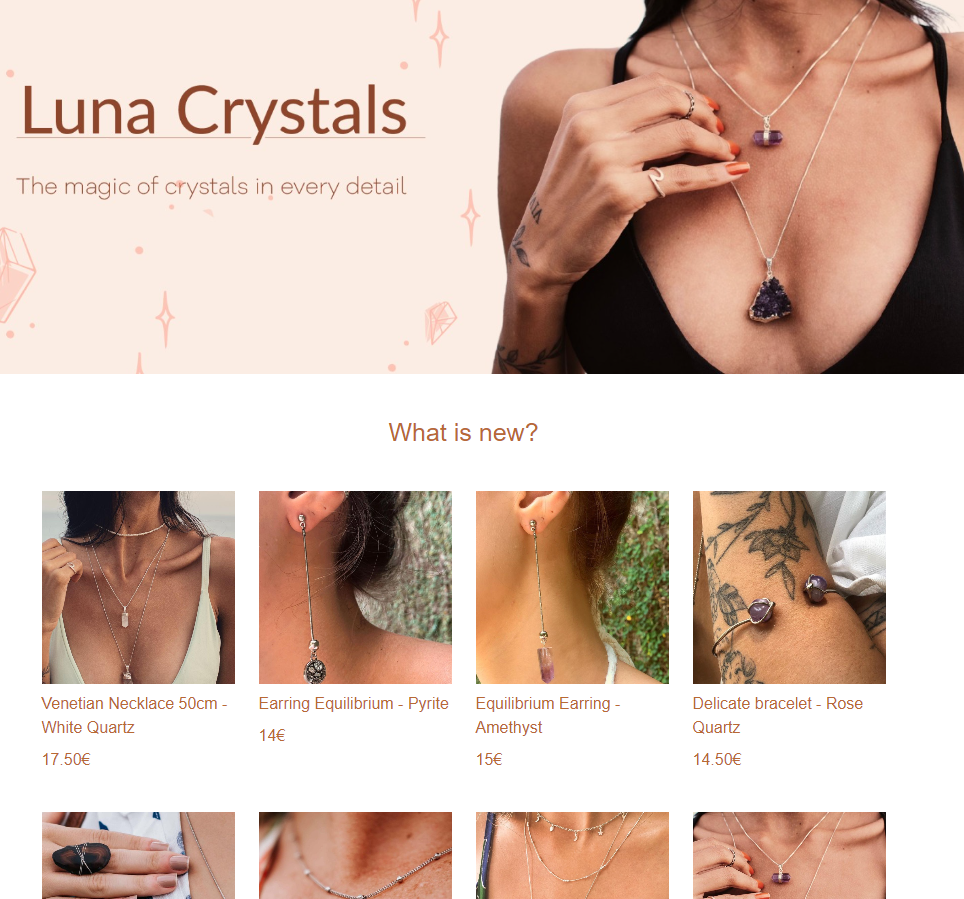 Luna Crystals
The magic of crystals in every detail
What is new?
Venetian Necklace 50cm -
White Quartz
17.50€
Earring Equilibrium - Pyrite
14€
Equilibrium Earring -
Amethyst
15€
Delicate bracelet - Rose
Quartz
14.50€